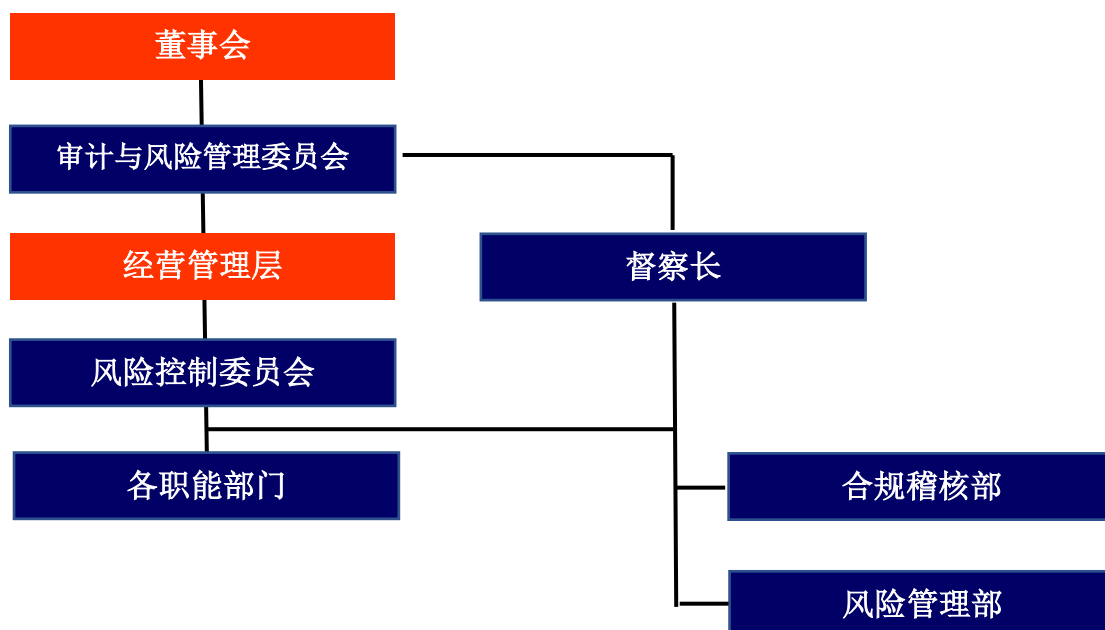 董事会
审计与风险管理委员会
经营管理层
督察长
风险控制委员会
各职能部门
合规稽核部
风险管理部